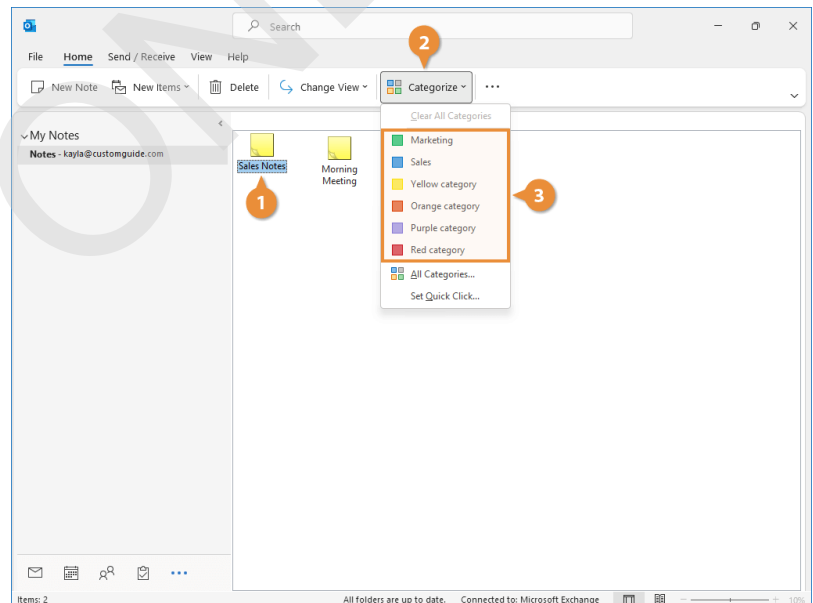 Search
2
File Home Send / Receive View Help
New Note New Items Delete Change View Categorize ...
Clear All Categories
My Notes
Notes - kayla@customguide.com
Sales Notes
Morning
Meeting
1
Marketing
Sales
Yellow category
Orange category
Purple category
Red category
3
All Categories...
Set Quick Click...
Items: 2 All folders are up to date. Connected to: Microsoft Exchange 10%